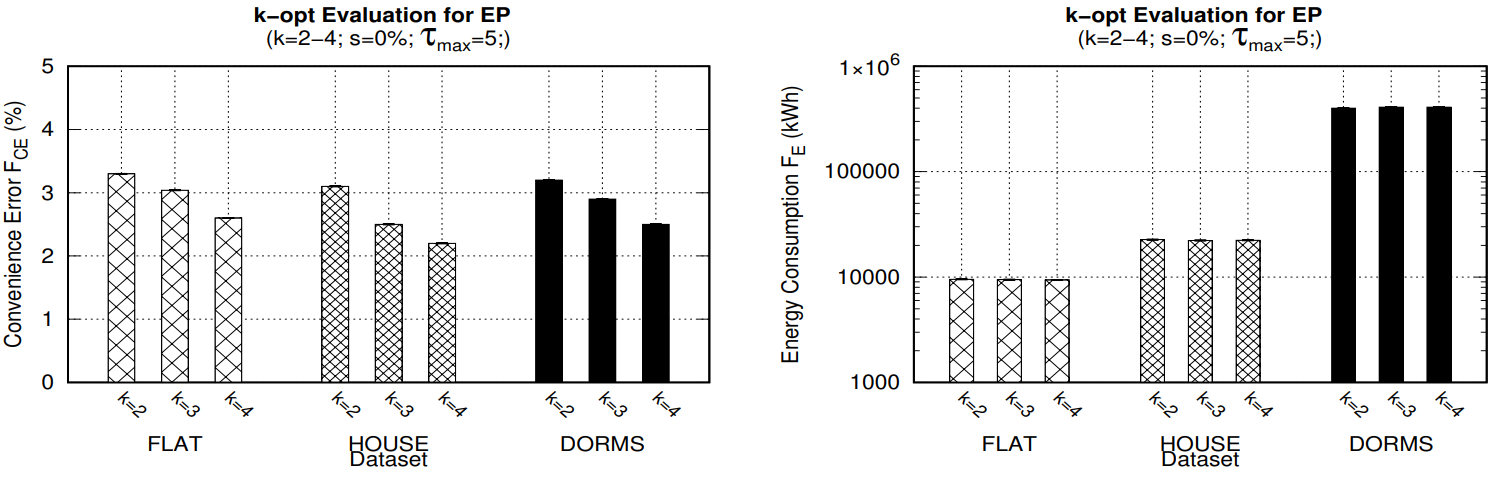 k−opt Evaluation for EP
(k=2−4; s=0%; τmax=5;)
Convenience Error FCE (%)
5
4
3
2
1
0
k=2
k=3
k=4
k=2
k=3
k=4
k=2
k=3
k=4
FLAT
HOUSE
DORMS
Dataset
k−opt Evaluation for EP
(k=2−4; s=0%; τmax=5;)
Energy Consumption FE (kWh)
1×10⁶
100000
10000
1000
k=2
k=3
k=4
k=2
k=3
k=4
k=2
k=3
k=4
FLAT
HOUSE
DORMS
Dataset